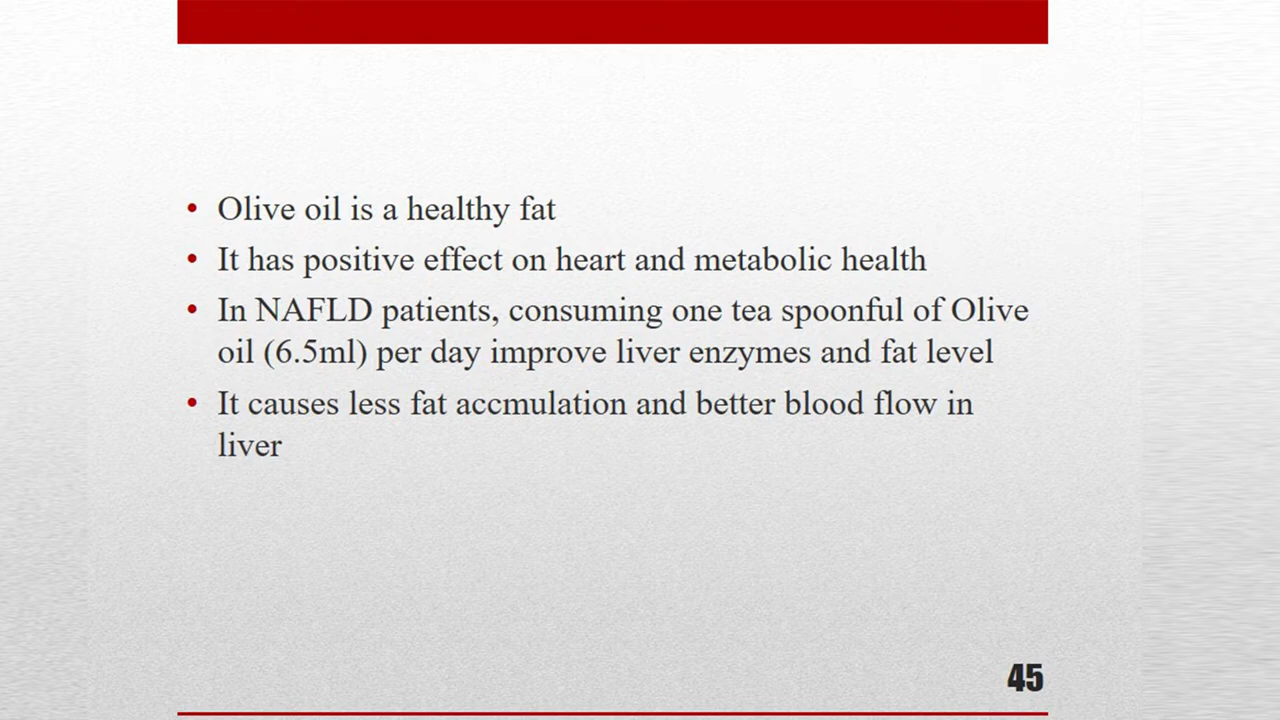 • Olive oil is a healthy fat
• It has positive effect on heart and metabolic health
• In NAFLD patients, consuming one tea spoonful of Olive
oil (6.5ml) per day improve liver enzymes and fat level
• It causes less fat accmulation and better blood flow in
liver
45